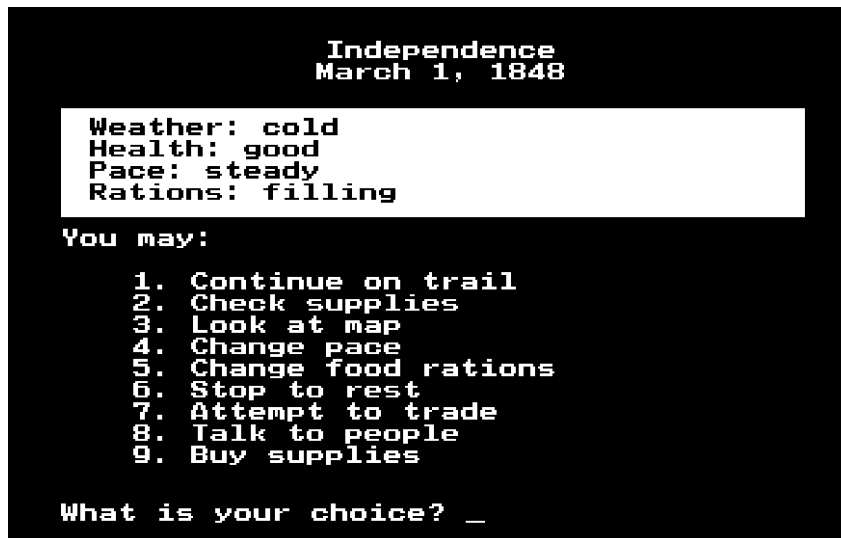 Independence
March 1, 1848
Weather: cold
Health: good
Pace: steady
Rations: filling
You may:
1. Continue on trail
2. Check supplies
3. Look at map
4. Change pace
5. Change food rations
6. Stop to rest
7. Attempt to trade
8. Talk to people
9. Buy supplies
What is your choice? _